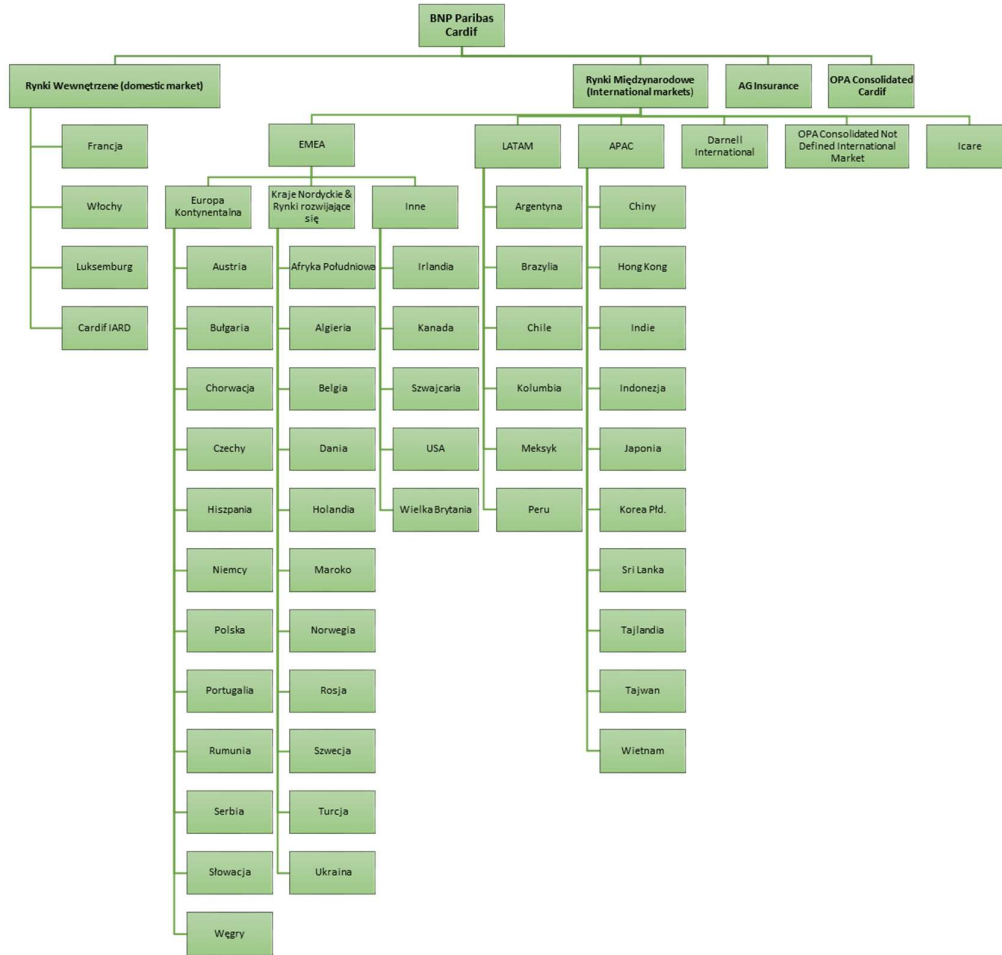 BNP Paribas
Cardif
Rynki Wewnętrzne (domestic market)
Rynki Międzynarodowe
(International markets)
AG Insurance
OPA Consolidated
Cardif
Francja
Włochy
Luksemburg
Cardif IARD
EMEA
LATAM
APAC
Darnell
International
OPA Consolidated Not
Defined International
Market
Icare
Europa
Kontynentalna
Kraje Nordyckie &
Rynki rozwijające
się
Inne
Austria
Bułgaria
Chorwacja
Czechy
Hiszpania
Niemcy
Polska
Portugalia
Rumunia
Serbia
Słowacja
Węgry
Afryka Południowa
Algieria
Belgia
Dania
Holandia
Maroko
Norwegia
Rosja
Szwecja
Turcja
Ukraina
Irlandia
Kanada
Szwajcaria
USA
Wielka Brytania
Argentyna
Brazylia
Chile
Kolumbia
Meksyk
Peru
Chiny
Hong Kong
Indie
Indonezja
Japonia
Korea Płd.
Sri Lanka
Tajlandia
Tajwan
Wietnam